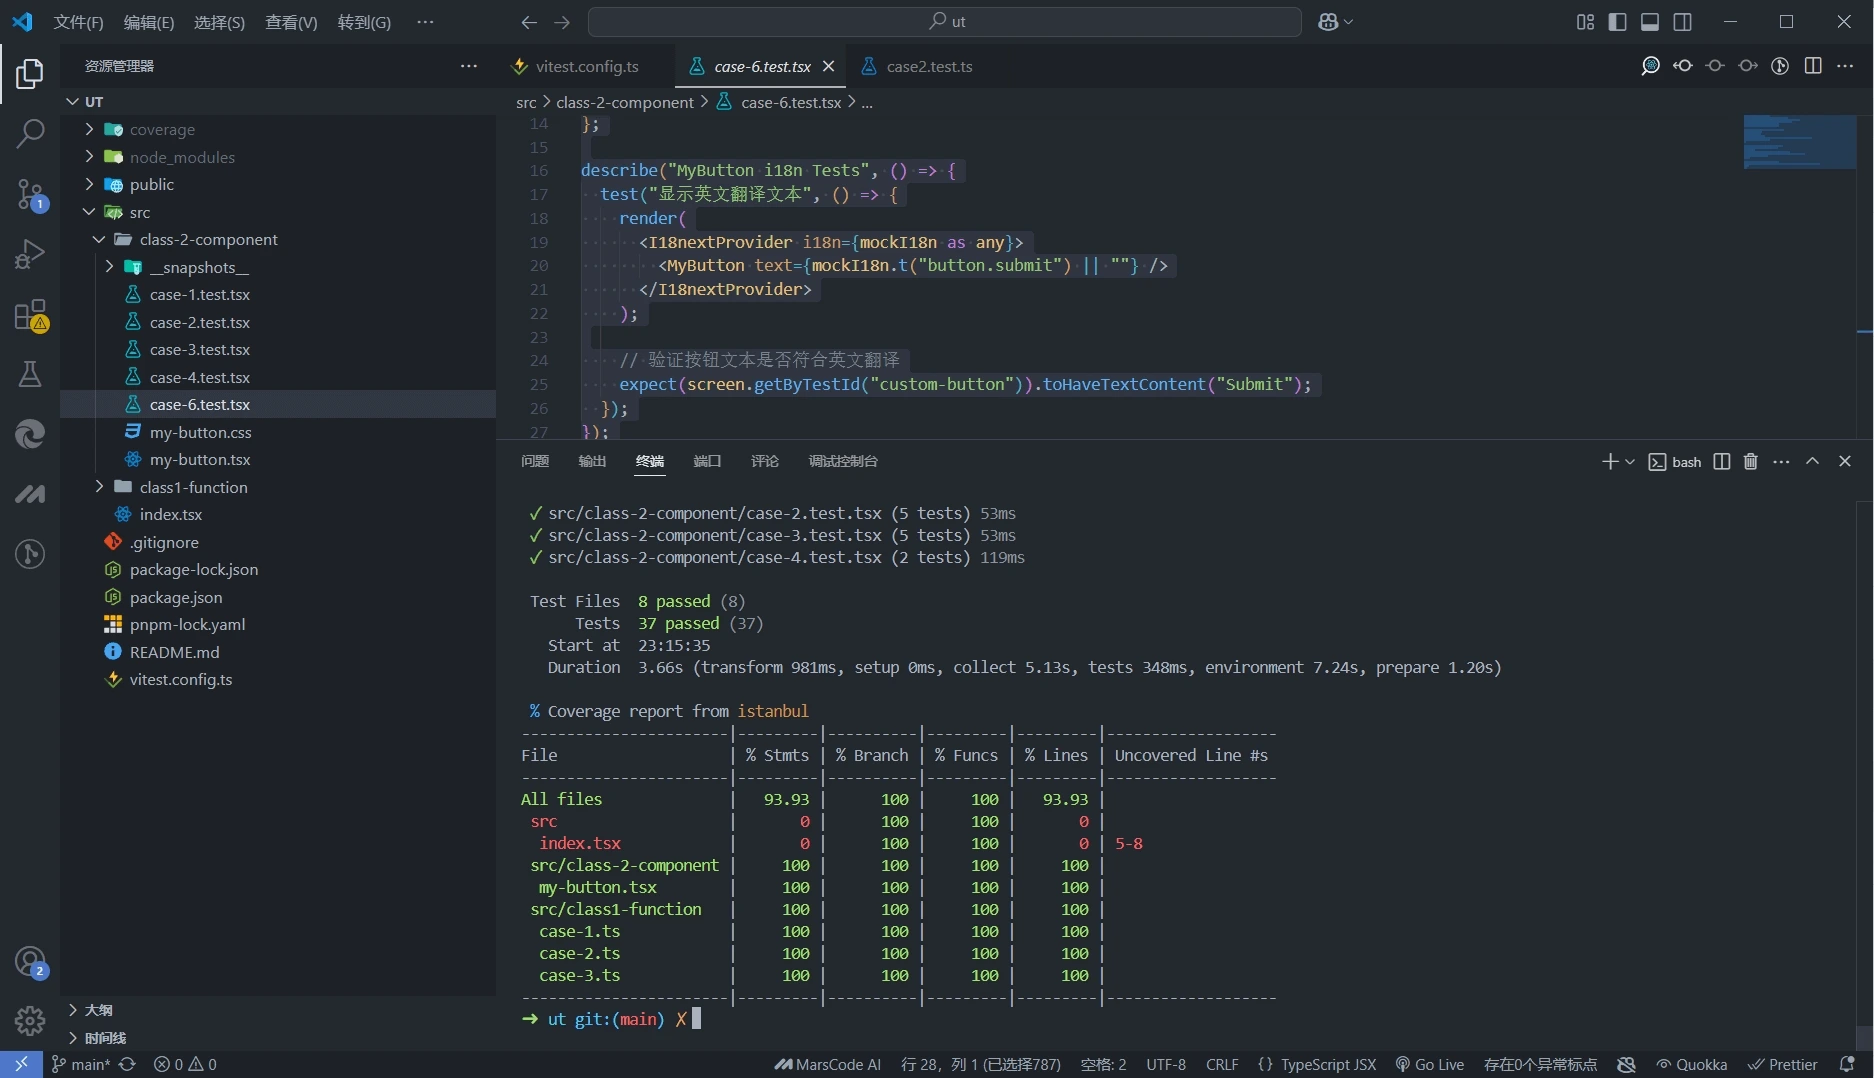 文件(F) 编辑(E) 选择(S) 查看(V) 转到(G) ··· ut
资源管理器 ···
vitest.config.ts case-6.test.tsx case2.test.ts
src > class-2-component > case-6.test.tsx > ...
UT
coverage
node_modules
public
src
class-2-component
__snapshots__
case-1.test.tsx
case-2.test.tsx
case-3.test.tsx
case-4.test.tsx
case-6.test.tsx
my-button.css
my-button.tsx
class1-function
index.tsx
.gitignore
package-lock.json
package.json
pnpm-lock.yaml
README.md
vitest.config.ts
大纲
时间线
1
2
14 };
15
16 describe("MyButton i18n Tests", () => {
17 test("显示英文翻译文本", () => {
18 render(
19 <I18nextProvider i18n={mockI18n as any}>
20 <MyButton text={mockI18n.t("button.submit") || ""} />
21 </I18nextProvider>
22 );
23
24 // 验证按钮文本是否符合英文翻译
25 expect(screen.getByTestId("custom-button")).toHaveTextContent("Submit");
26 });
27 });
问题 输出 终端 端口 评论 调试控制台 bash
✓ src/class-2-component/case-2.test.tsx (5 tests) 53ms
✓ src/class-2-component/case-3.test.tsx (5 tests) 53ms
✓ src/class-2-component/case-4.test.tsx (2 tests) 119ms
Test Files 8 passed (8)
Tests 37 passed (37)
Start at 23:15:35
Duration 3.66s (transform 981ms, setup 0ms, collect 5.13s, tests 348ms, environment 7.24s, prepare 1.20s)
% Coverage report from istanbul
-----------------------|---------|----------|---------|---------|-------------------
File | % Stmts | % Branch | % Funcs | % Lines | Uncovered Line #s
-----------------------|---------|----------|---------|---------|-------------------
All files | 93.93 | 100 | 100 | 93.93 |
src | 0 | 100 | 100 | 0 |
index.tsx | 0 | 100 | 100 | 0 | 5-8
src/class-2-component | 100 | 100 | 100 | 100 |
my-button.tsx | 100 | 100 | 100 | 100 |
src/class1-function | 100 | 100 | 100 | 100 |
case-1.ts | 100 | 100 | 100 | 100 |
case-2.ts | 100 | 100 | 100 | 100 |
case-3.ts | 100 | 100 | 100 | 100 |
-----------------------|---------|----------|---------|---------|-------------------
➜ ut git:(main) ✗
main* 0 0 MarsCode AI 行 28，列 1 (已选择787) 空格: 2 UTF-8 CRLF {} TypeScript JSX Go Live 存在0个异常标点 Quokka Prettier